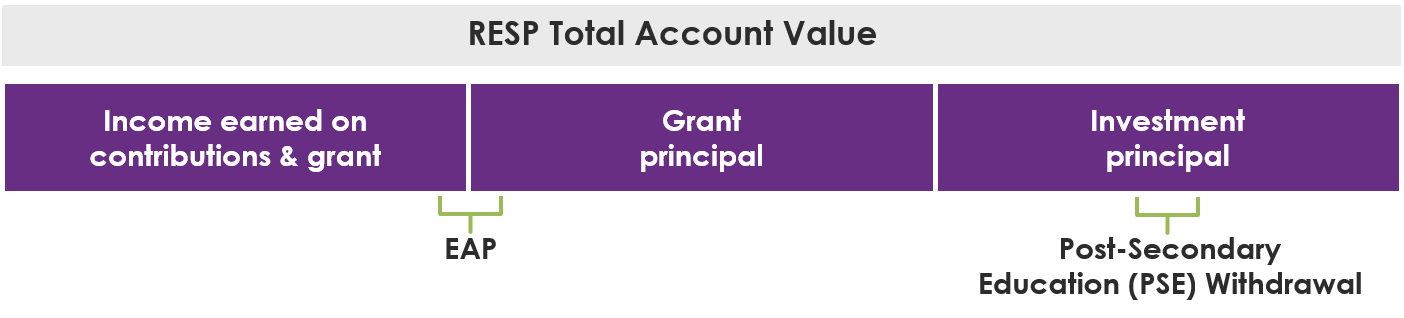 RESP Total Account Value
Income earned on
contributions & grant
Grant
principal
Investment
principal
EAP
Post-Secondary
Education (PSE) Withdrawal